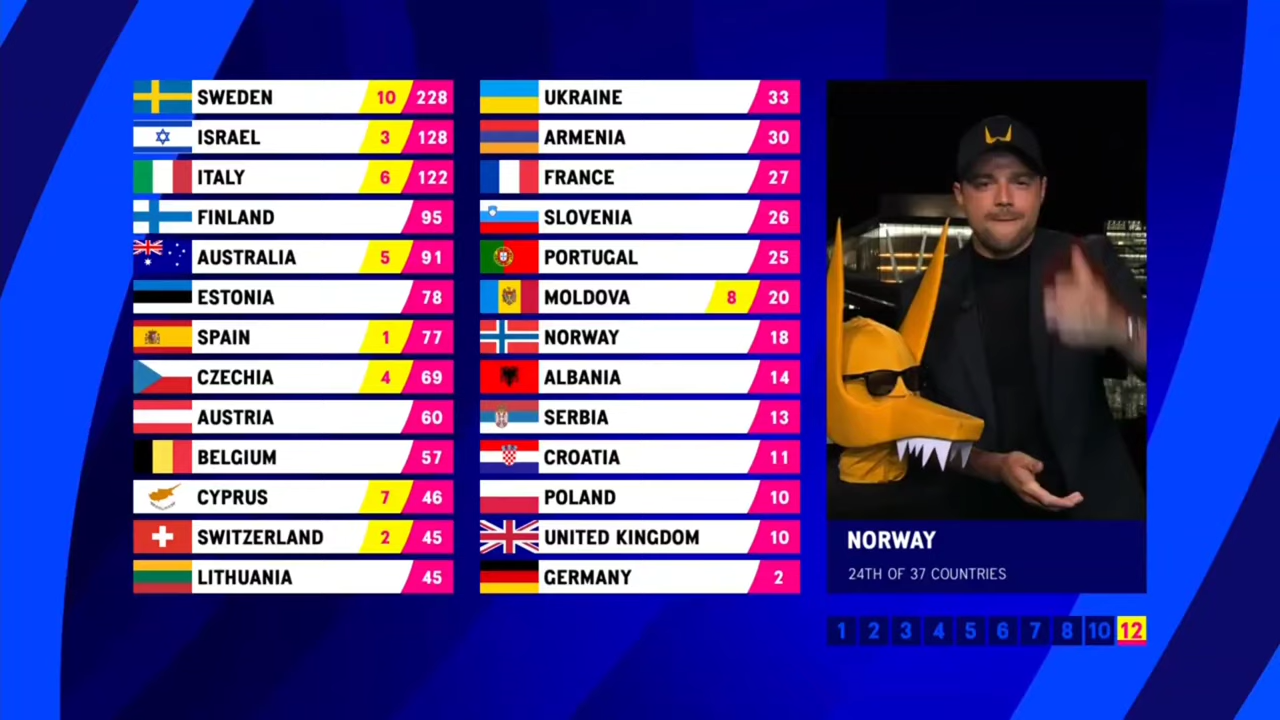 SWEDEN 10 228
ISRAEL 3 128
ITALY 6 122
FINLAND 95
AUSTRALIA 5 91
ESTONIA 78
SPAIN 1 77
CZECHIA 4 69
AUSTRIA 60
BELGIUM 57
CYPRUS 7 46
SWITZERLAND 2 45
LITHUANIA 45
UKRAINE 33
ARMENIA 30
FRANCE 27
SLOVENIA 26
PORTUGAL 25
MOLDOVA 8 20
NORWAY 18
ALBANIA 14
SERBIA 13
CROATIA 11
POLAND 10
UNITED KINGDOM 10
GERMANY 2
NORWAY
24TH OF 37 COUNTRIES
1 2 3 4 5 6 7 8 10 12